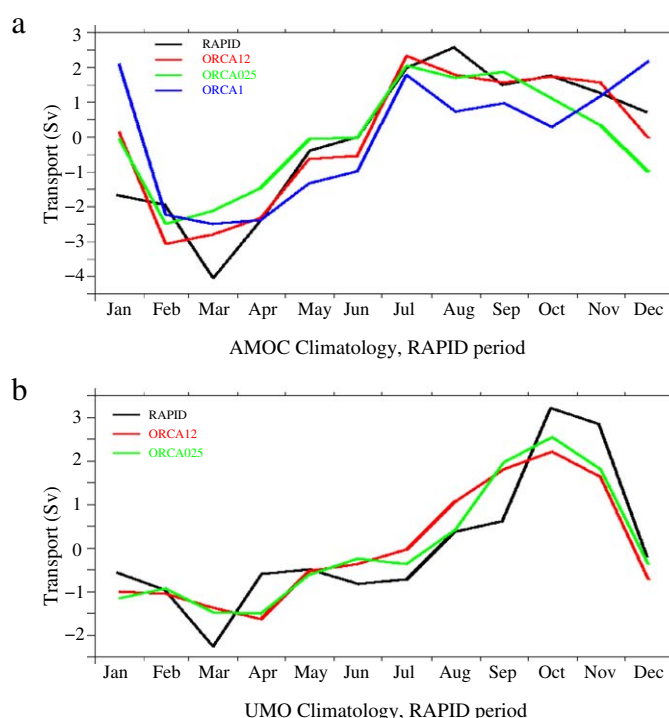 a
3
2
1
0
−1
−2
−3
−4
Transport (Sv)
RAPID
ORCA12
ORCA025
ORCA1
Jan Feb Mar Apr May Jun Jul Aug Sep Oct Nov Dec
AMOC Climatology, RAPID period
b
3
2
1
0
−1
−2
Transport (Sv)
RAPID
ORCA12
ORCA025
Jan Feb Mar Apr May Jun Jul Aug Sep Oct Nov Dec
UMO Climatology, RAPID period